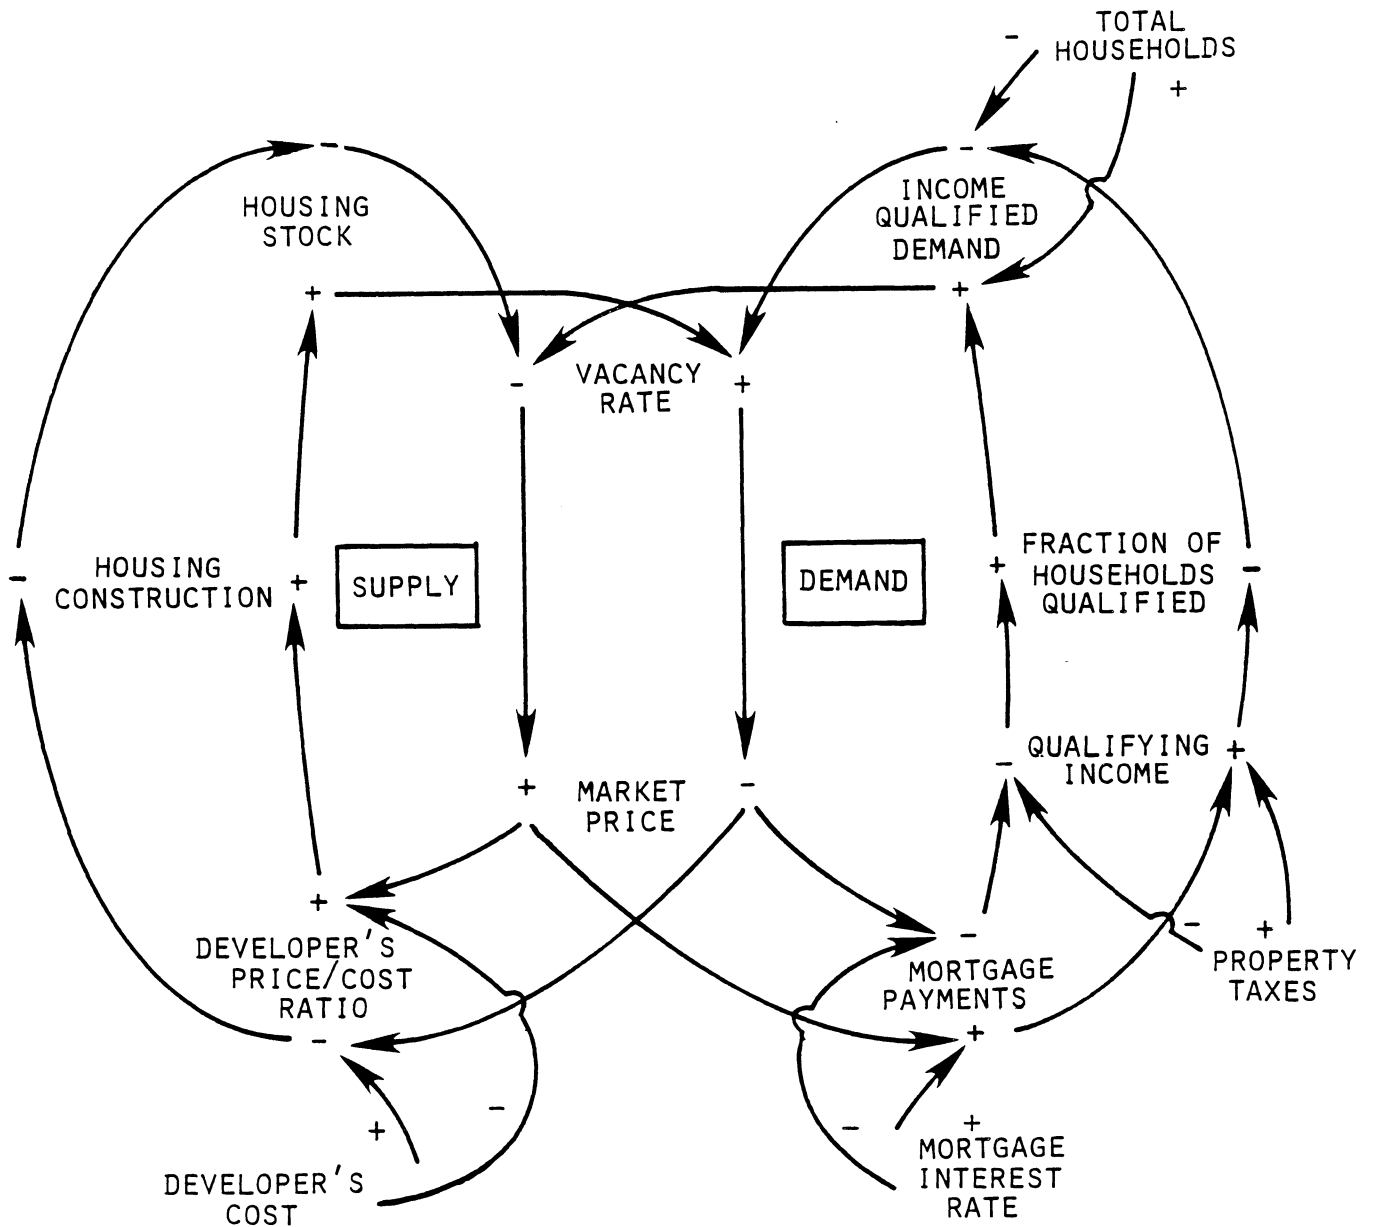 TOTAL
HOUSEHOLDS
-
+
-
-
INCOME
QUALIFIED
DEMAND
+
HOUSING
STOCK
+
-
VACANCY
RATE
+
-
HOUSING
CONSTRUCTION
+
SUPPLY
DEMAND
+
FRACTION OF
HOUSEHOLDS
QUALIFIED
-
-
QUALIFYING
INCOME
+
+
MARKET
PRICE
-
+
DEVELOPER'S
PRICE/COST
RATIO
-
-
MORTGAGE
PAYMENTS
+
-
+
PROPERTY
TAXES
+
-
DEVELOPER'S
COST
-
+
MORTGAGE
INTEREST
RATE